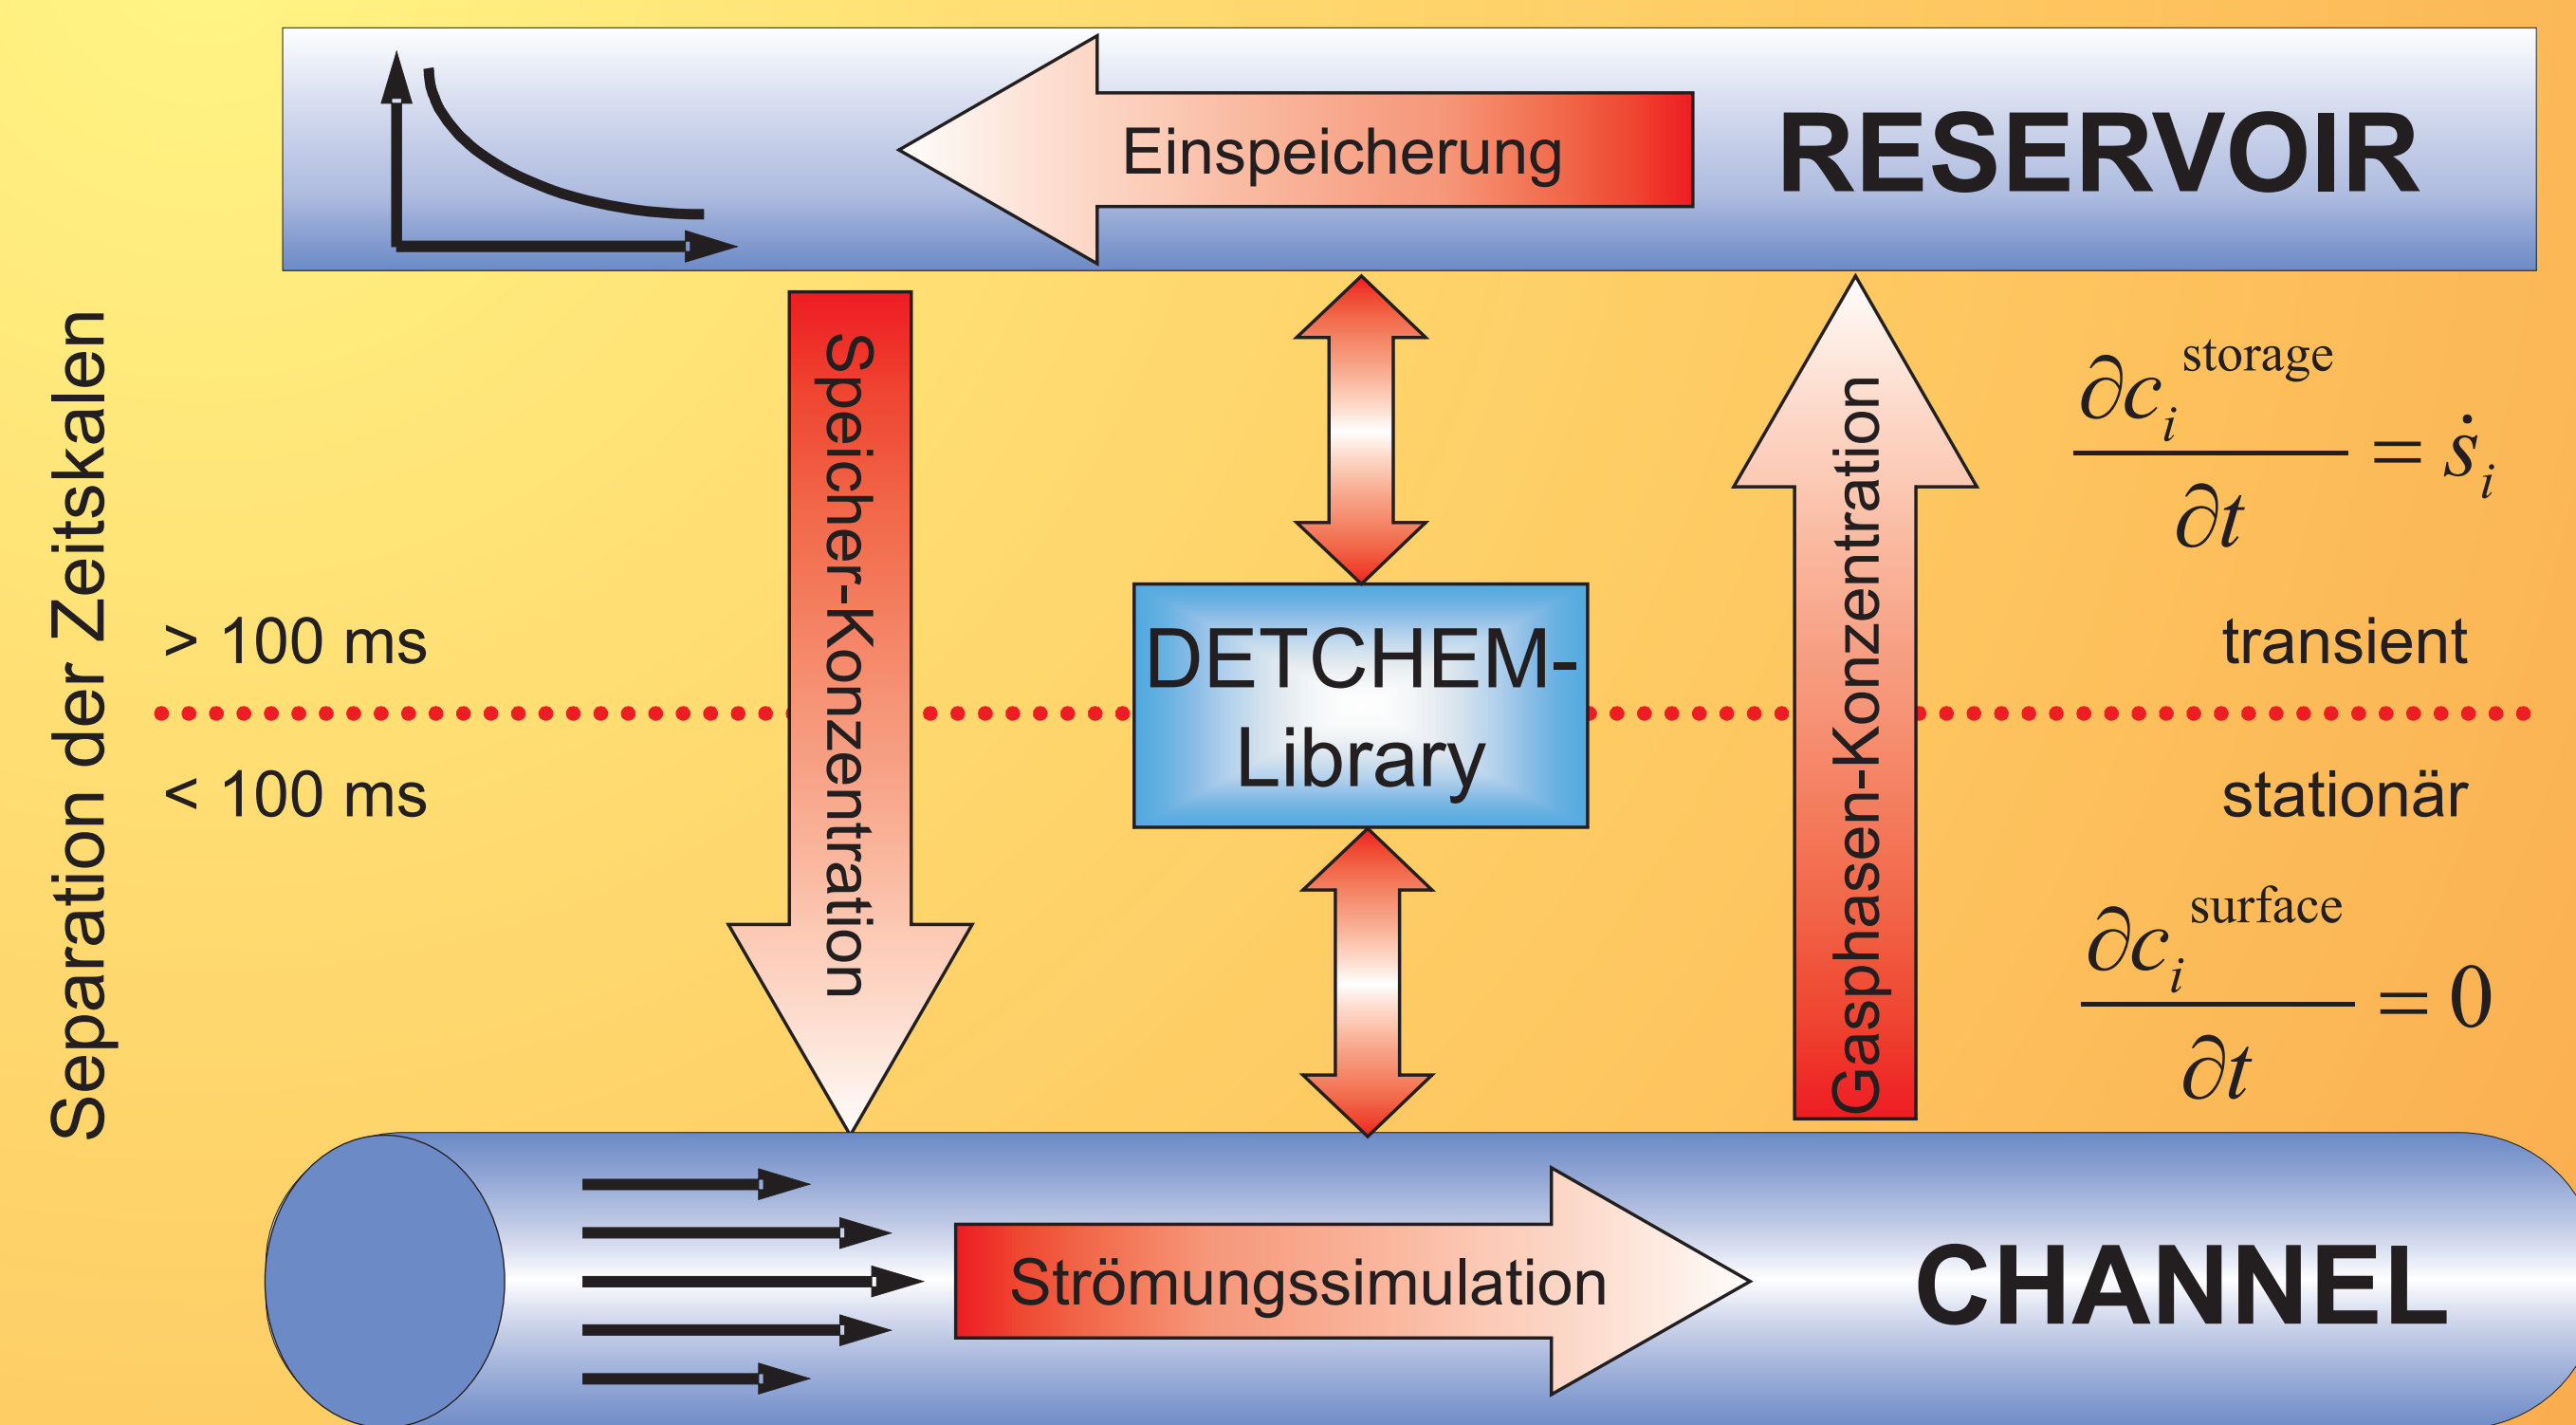 RESERVOIR
Einspeicherung
Separation der Zeitskalen
Speicher-Konzentration
Gasphasen-Konzentration
∂c_i^storage / ∂t = ṡ_i
> 100 ms
transient
DETCHEM-
Library
< 100 ms
stationär
∂c_i^surface / ∂t = 0
Strömungssimulation
CHANNEL